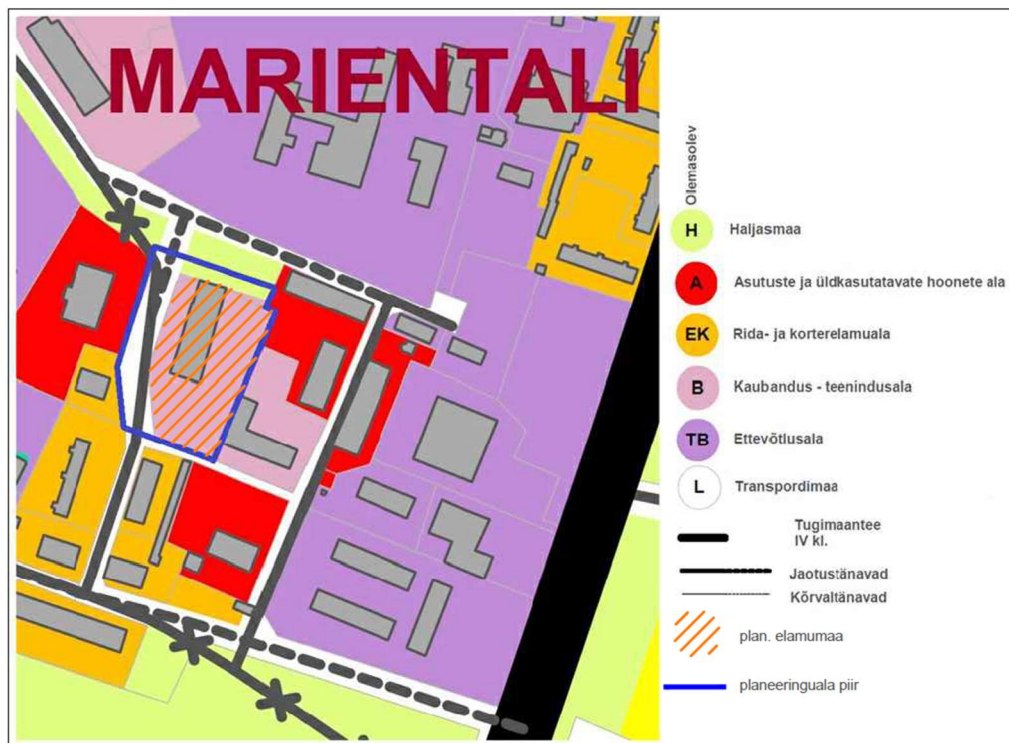 MARIENTALI
Olemasolev
H Haljasmaa
A Asutuste ja üldkasutatavate hoonete ala
EK Rida- ja korterelamuala
B Kaubandus - teenindusala
TB Ettevõtlusala
L Transpordimaa
Tugimaantee
IV kl.
Jaotustänavad
Kõrvaltänavad
plan. elamumaa
planeeringuala piir